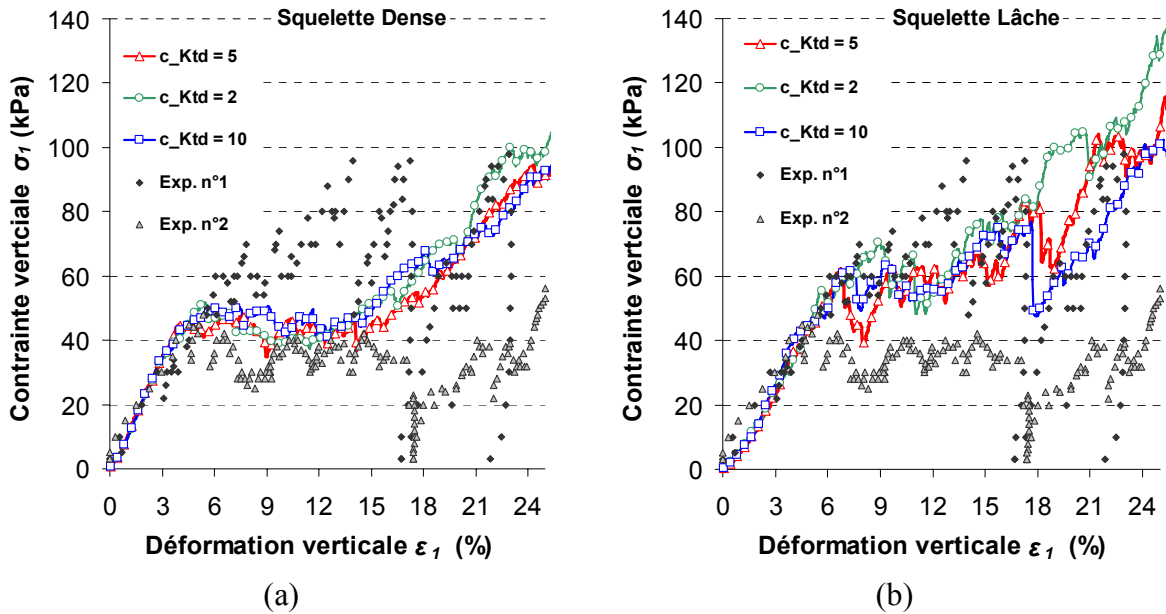 Squelette Dense
Contrainte vertciale σ1 (kPa)
140
120
100
80
60
40
20
0
c_Ktd = 5
c_Ktd = 2
c_Ktd = 10
Exp. n°1
Exp. n°2
0 3 6 9 12 15 18 21 24
Déformation verticale ε1 (%)
(a)
Squelette Lâche
Contrainte vertciale σ1 (kPa)
140
120
100
80
60
40
20
0
c_Ktd = 5
c_Ktd = 2
c_Ktd = 10
Exp. n°1
Exp. n°2
0 3 6 9 12 15 18 21 24
Déformation verticale ε1 (%)
(b)